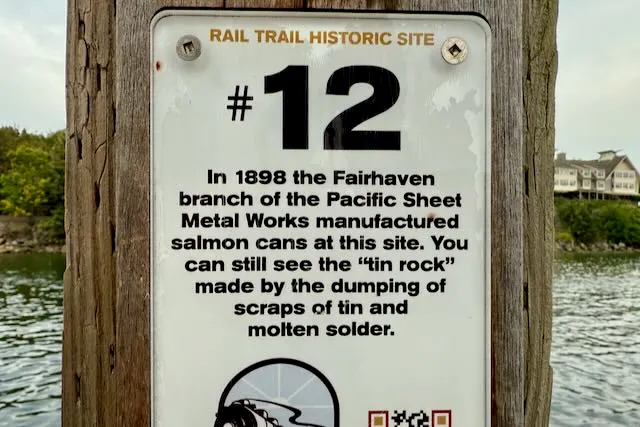 RAIL TRAIL HISTORIC SITE
#12
In 1898 the Fairhaven
branch of the Pacific Sheet
Metal Works manufactured
salmon cans at this site. You
can still see the “tin rock”
made by the dumping of
scraps of tin and
molten solder.